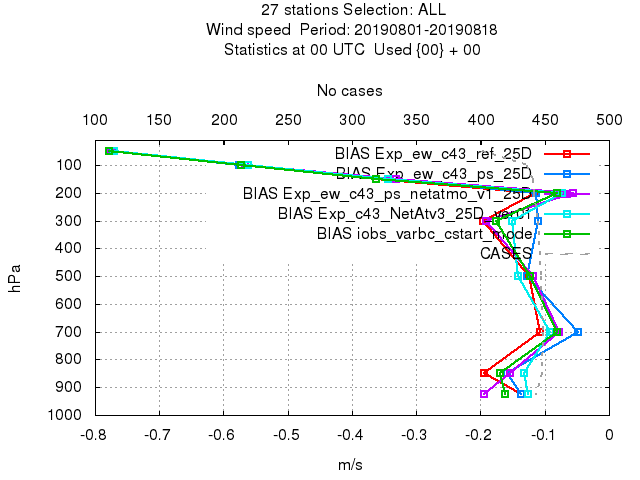 27 stations Selection: ALL
Wind speed  Period: 20190801-20190818
Statistics at 00 UTC  Used {00} + 00
No cases
100 150 200 250 300 350 400 450 500
BIAS Exp_ew_c43_ref_25D
BIAS Exp_ew_c43_ps_25D
BIAS Exp_ew_c43_ps_netatmo_v1_25D
BIAS Exp_c43_NetAtv3_25D_ver01
BIAS iobs_varbc_cstart_mode
CASES
hPa
100
200
300
400
500
600
700
800
900
1000
-0.8 -0.7 -0.6 -0.5 -0.4 -0.3 -0.2 -0.1 0
m/s